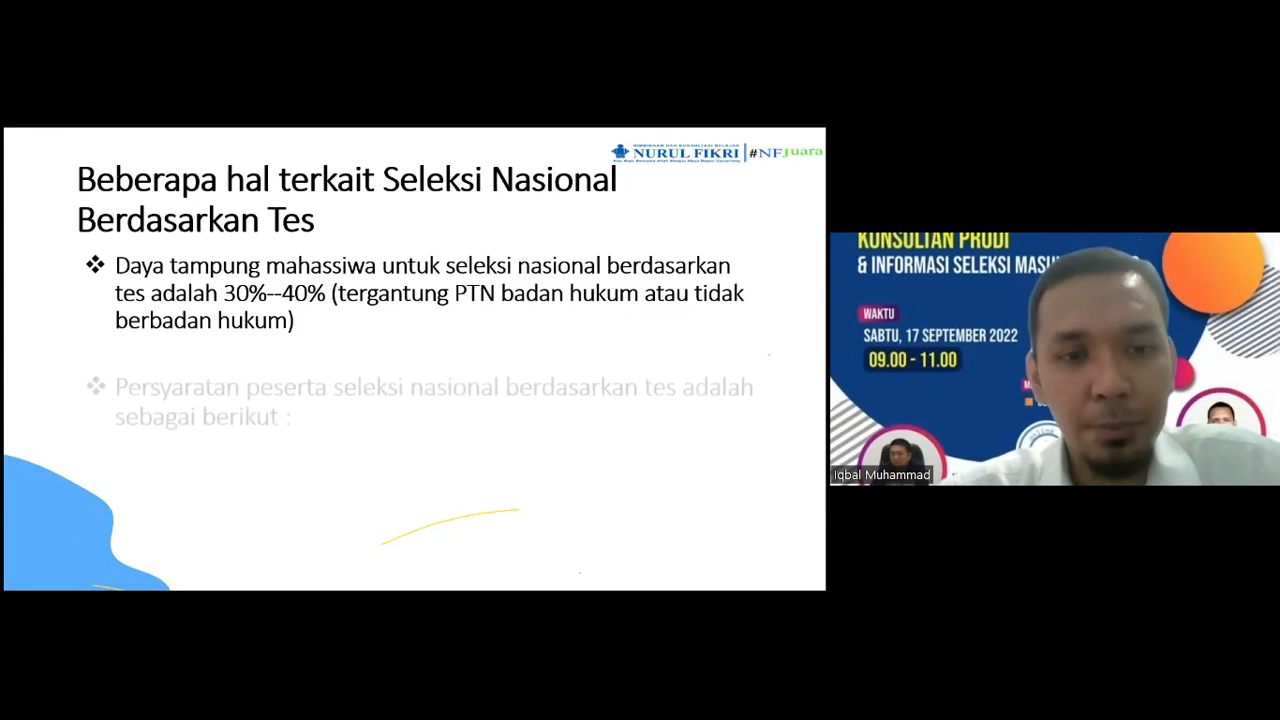 NURUL FIKRI #NFjuara
Beberapa hal terkait Seleksi Nasional
Berdasarkan Tes
❖ Daya tampung mahassiwa untuk seleksi nasional berdasarkan
tes adalah 30%--40% (tergantung PTN badan hukum atau tidak
berbadan hukum)
❖ Persyaratan peserta seleksi nasional berdasarkan tes adalah
sebagai berikut :
KONSULTAN PRODI
& INFORMASI SELEKSI
WAKTU
SABTU, 17 SEPTEMBER 2022
09.00 - 11.00
Iqbal Muhammad